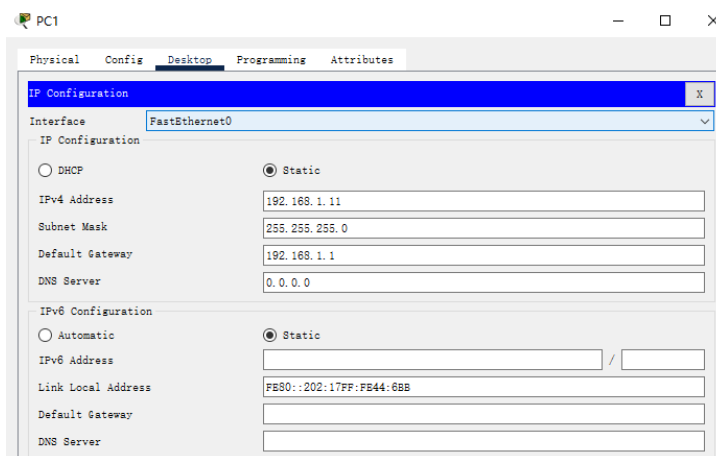 PC1
Physical Config Desktop Programming Attributes
IP Configuration X
Interface FastEthernet0
IP Configuration
DHCP Static
IPv4 Address 192.168.1.11
Subnet Mask 255.255.255.0
Default Gateway 192.168.1.1
DNS Server 0.0.0.0
IPv6 Configuration
Automatic Static
IPv6 Address /
Link Local Address FE80::202:17FF:FE44:6BB
Default Gateway
DNS Server